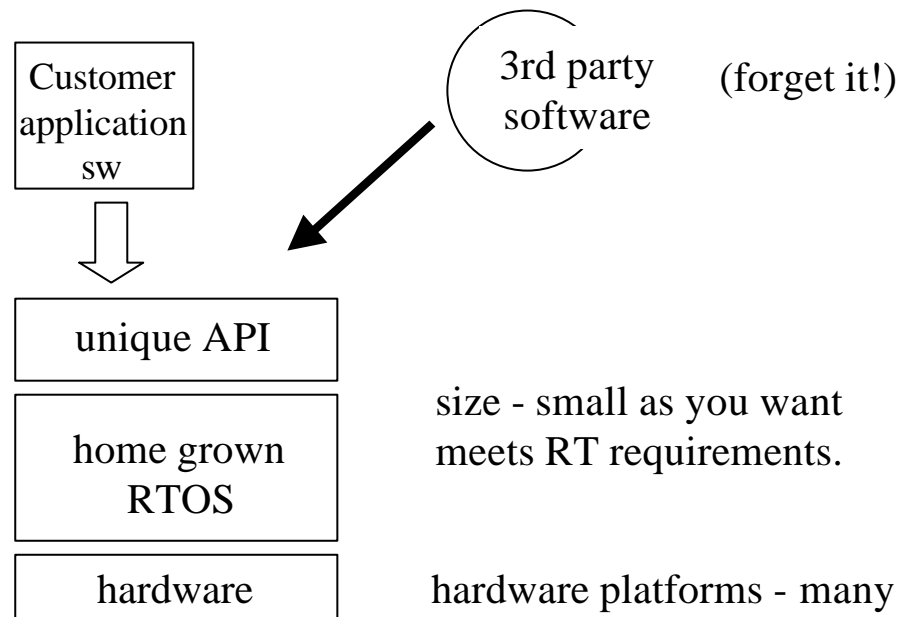 Customer
application
sw
3rd party
software
(forget it!)
unique API
home grown
RTOS
size - small as you want
meets RT requirements.
hardware
hardware platforms - many